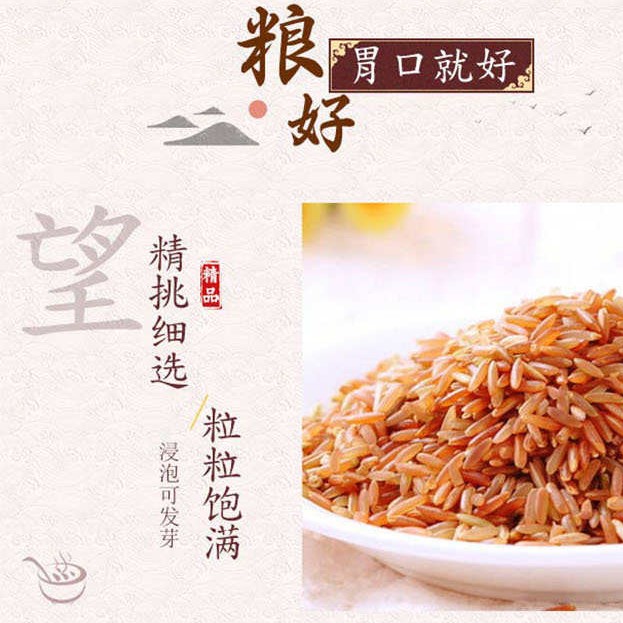 粮好
胃口就好
望
精挑细选
精品
粒粒饱满
浸泡可发芽